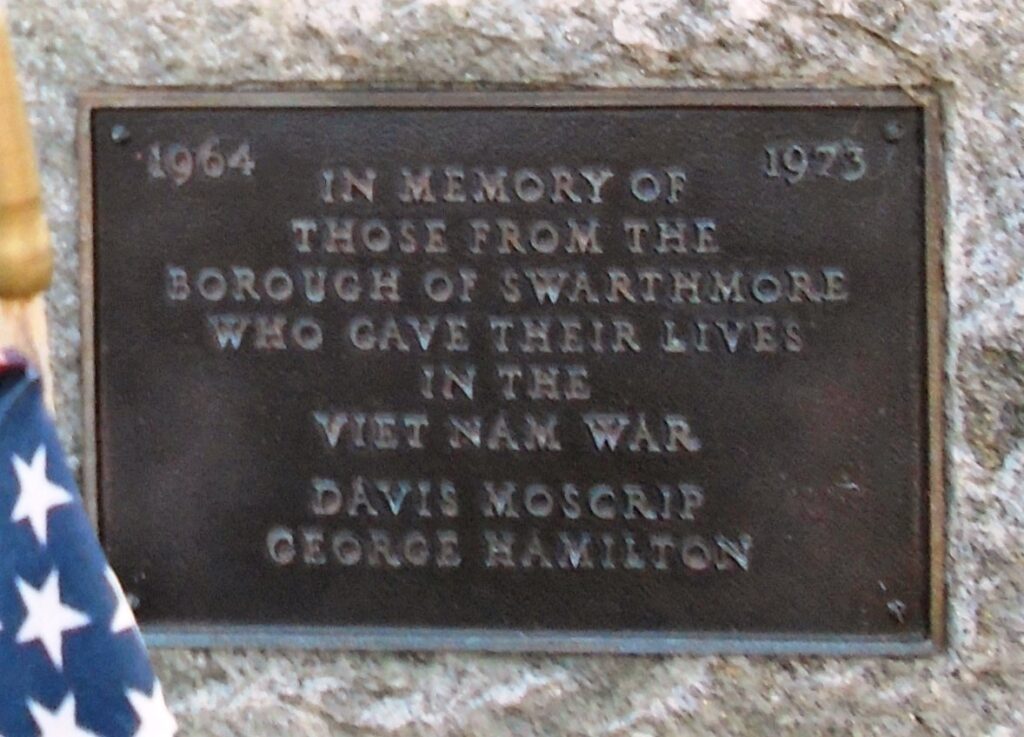 1964 1973
IN MEMORY OF
THOSE FROM THE
BOROUGH OF SWARTHMORE
WHO GAVE THEIR LIVES
IN THE
VIET NAM WAR
DAVIS MOSGRIP
GEORGE HAMILTON